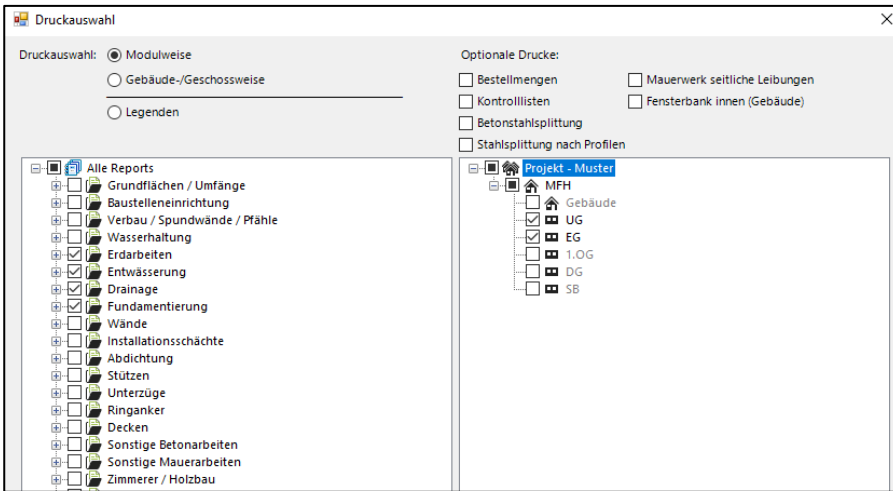 Druckauswahl
Druckauswahl: Modulweise
Gebäude-/Geschossweise
Legenden
Optionale Drucke:
Bestellmengen
Mauerwerk seitliche Leibungen
Kontrolllisten
Fensterbank innen (Gebäude)
Betonstahlsplittung
Stahlsplittung nach Profilen
Alle Reports
Grundflächen / Umfänge
Baustelleneinrichtung
Verbau / Spundwände / Pfähle
Wasserhaltung
Erdarbeiten
Entwässerung
Drainage
Fundamentierung
Wände
Installationsschächte
Abdichtung
Stützen
Unterzüge
Ringanker
Decken
Sonstige Betonarbeiten
Sonstige Mauerarbeiten
Zimmerer / Holzbau
Projekt - Muster
MFH
Gebäude
UG
EG
1.OG
DG
SB